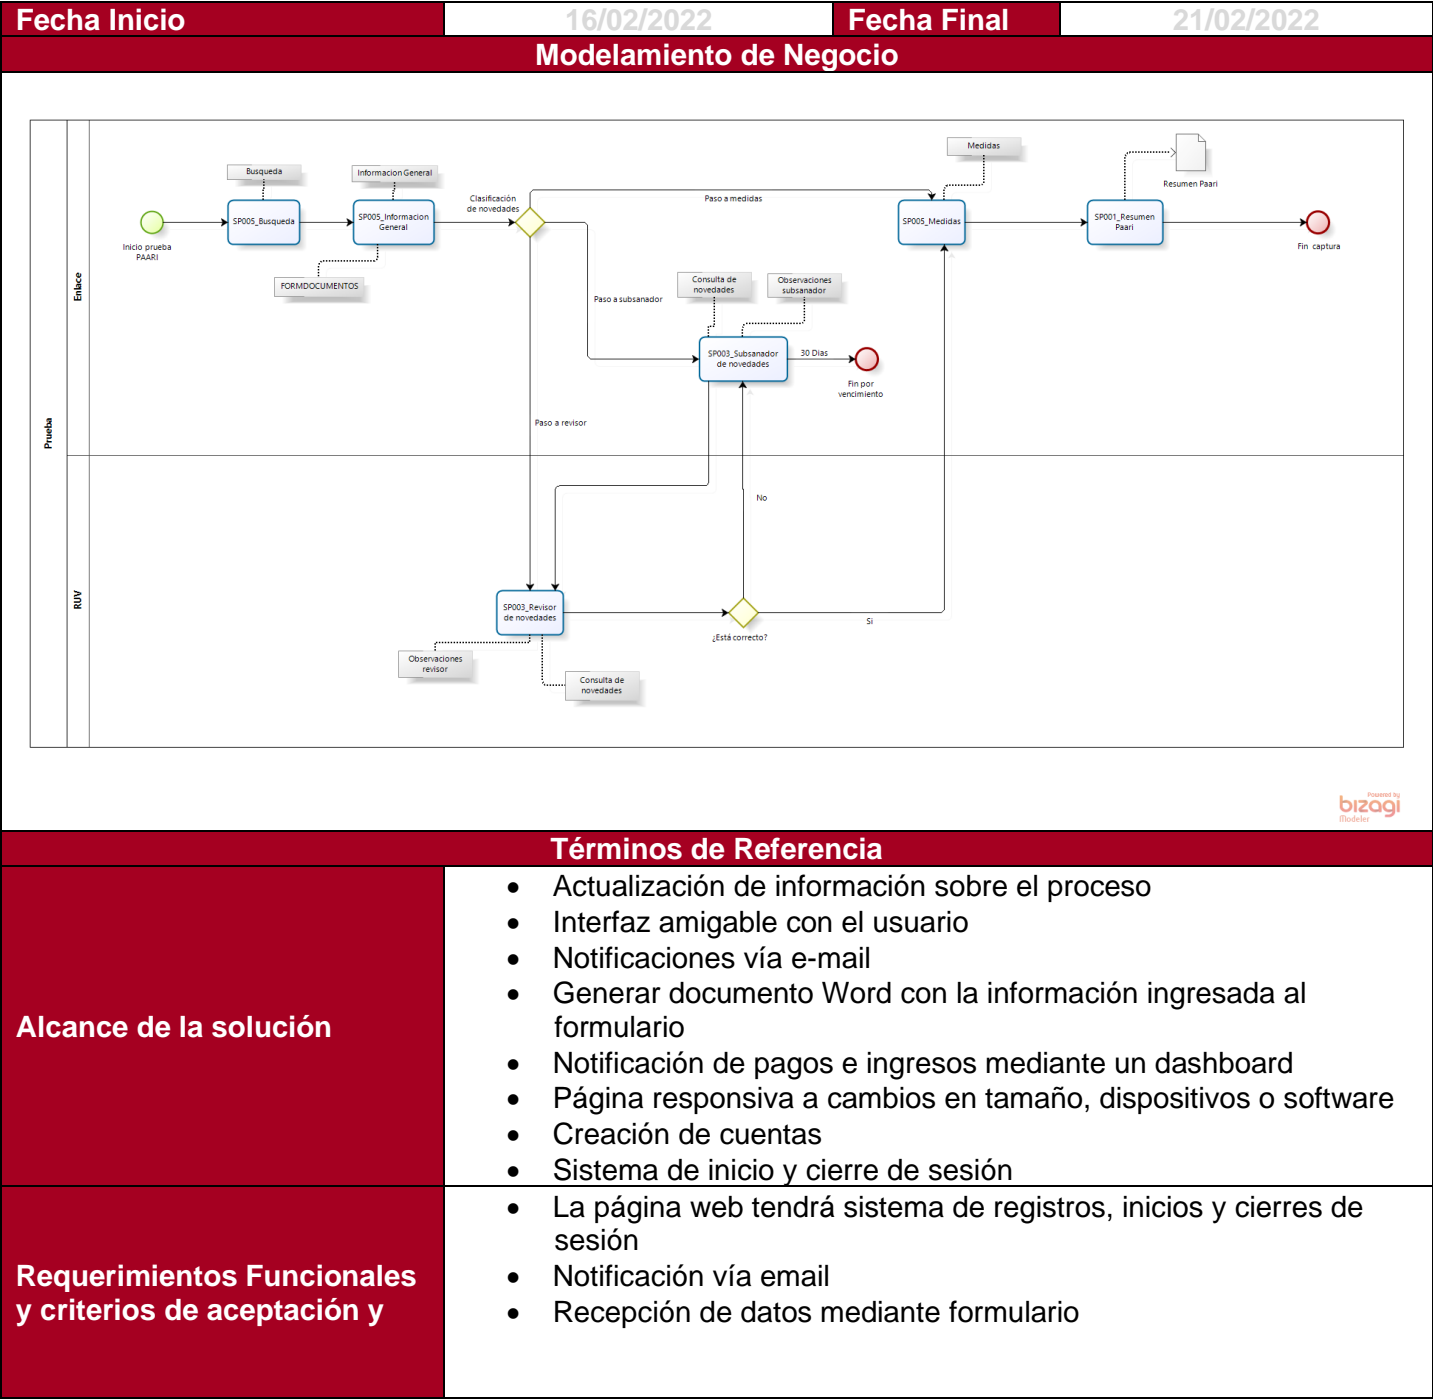 Fecha Inicio 16/02/2022 Fecha Final 21/02/2022
Modelamiento de Negocio
Prueba
Enlace
RUV
Inicio prueba
PAARI
Busqueda
SP005_Busqueda
Informacion General
SP005_Informacion
General
FORMDOCUMENTOS
Clasificación
de novedades
Paso a medidas
Paso a subsanador
Paso a revisor
Consulta de
novedades
Observaciones
subsanador
SP003_Subsanador
de novedades
30 Dias
Fin por
vencimiento
Medidas
SP005_Medidas
Resumen Paari
SP001_Resumen
Paari
Fin captura
No
SP003_Revisor
de novedades
¿Está correcto?
Si
Observaciones
revisor
Consulta de
novedades
Powered by
bizagi
Modeler
Términos de Referencia
Alcance de la solución
• Actualización de información sobre el proceso
• Interfaz amigable con el usuario
• Notificaciones vía e-mail
• Generar documento Word con la información ingresada al
formulario
• Notificación de pagos e ingresos mediante un dashboard
• Página responsiva a cambios en tamaño, dispositivos o software
• Creación de cuentas
• Sistema de inicio y cierre de sesión
Requerimientos Funcionales
y criterios de aceptación y
• La página web tendrá sistema de registros, inicios y cierres de
sesión
• Notificación vía email
• Recepción de datos mediante formulario